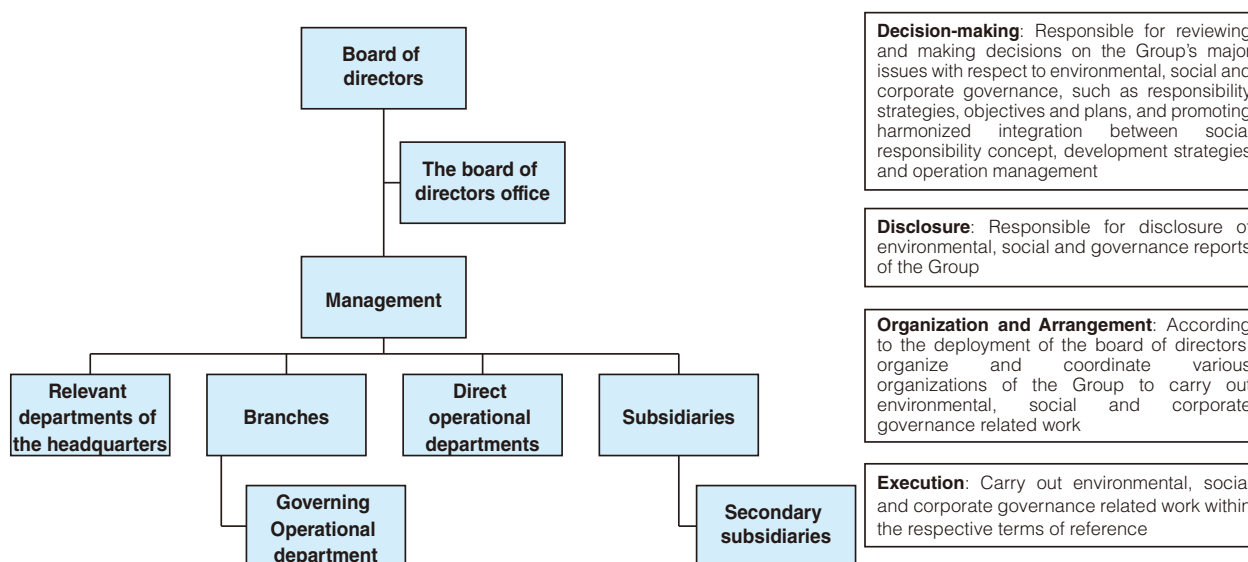 Board of
directors
The board of
directors office
Management
Relevant
departments of
the headquarters
Branches
Direct
operational
departments
Subsidiaries
Governing
Operational
department
Secondary
subsidiaries
Decision-making: Responsible for reviewing
and making decisions on the Group's major
issues with respect to environmental, social and
corporate governance, such as responsibility
strategies, objectives and plans, and promoting
harmonized integration between social
responsibility concept, development strategies
and operation management
Disclosure: Responsible for disclosure of
environmental, social and governance reports
of the Group
Organization and Arrangement: According
to the deployment of the board of directors
organize and coordinate various
organizations of the Group to carry out
environmental, social and corporate
governance related work
Execution: Carry out environmental, social
and corporate governance related work within
the respective terms of reference